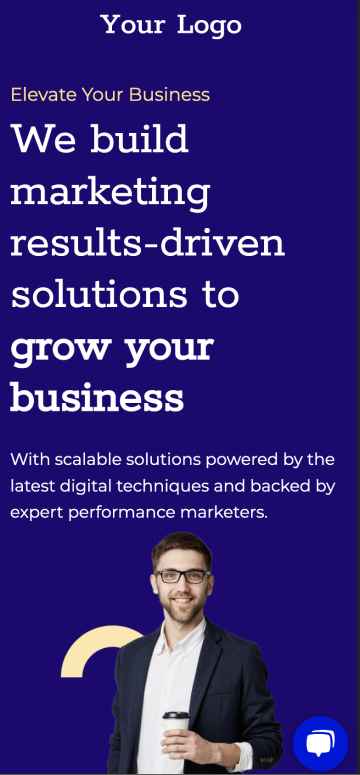 Your Logo
Elevate Your Business
We build
marketing
results-driven
solutions to
grow your
business
With scalable solutions powered by the
latest digital techniques and backed by
expert performance marketers.